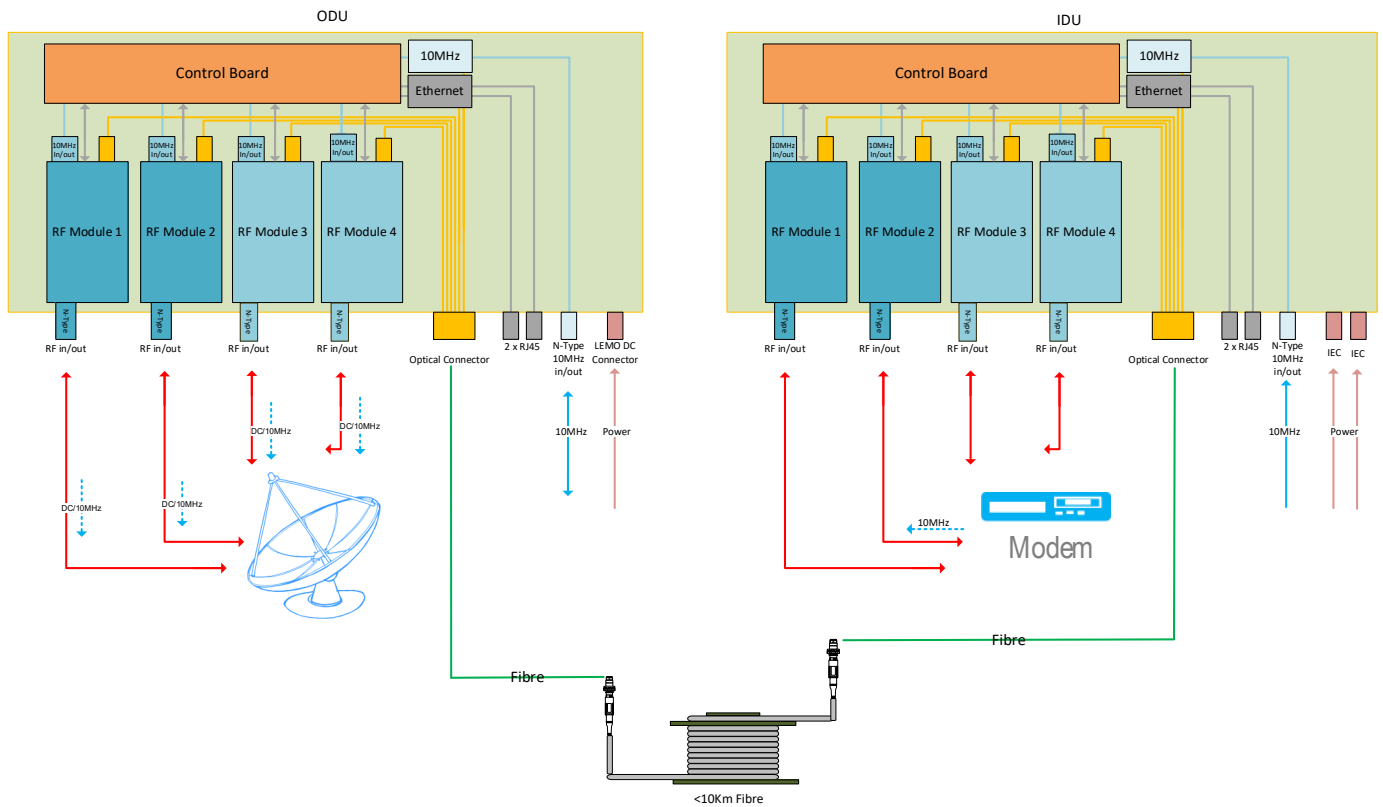 ODU
IDU
10MHz
Control Board
Ethernet
10MHz
In/out
10MHz
In/out
10MHz
In/out
10MHz
In/out
RF Module 1
RF Module 2
RF Module 3
RF Module 4
N-Type
N-Type
N-Type
N-Type
RF in/out
RF in/out
RF in/out
RF in/out
Optical Connector
2 x RJ45
N-Type
10MHz
in/out
LEMO DC
Connector
DC/10MHz
DC/10MHz
DC/10MHz
DC/10MHz
10MHz
Power
10MHz
Control Board
Ethernet
10MHz
In/out
10MHz
In/out
10MHz
In/out
10MHz
In/out
RF Module 1
RF Module 2
RF Module 3
RF Module 4
N-Type
N-Type
N-Type
N-Type
RF in/out
RF in/out
RF in/out
RF in/out
Optical Connector
2 x RJ45
N-Type
10MHz
in/out
IEC
IEC
10MHz
Power
10MHz
Modem
Fibre
Fibre
<10Km Fibre